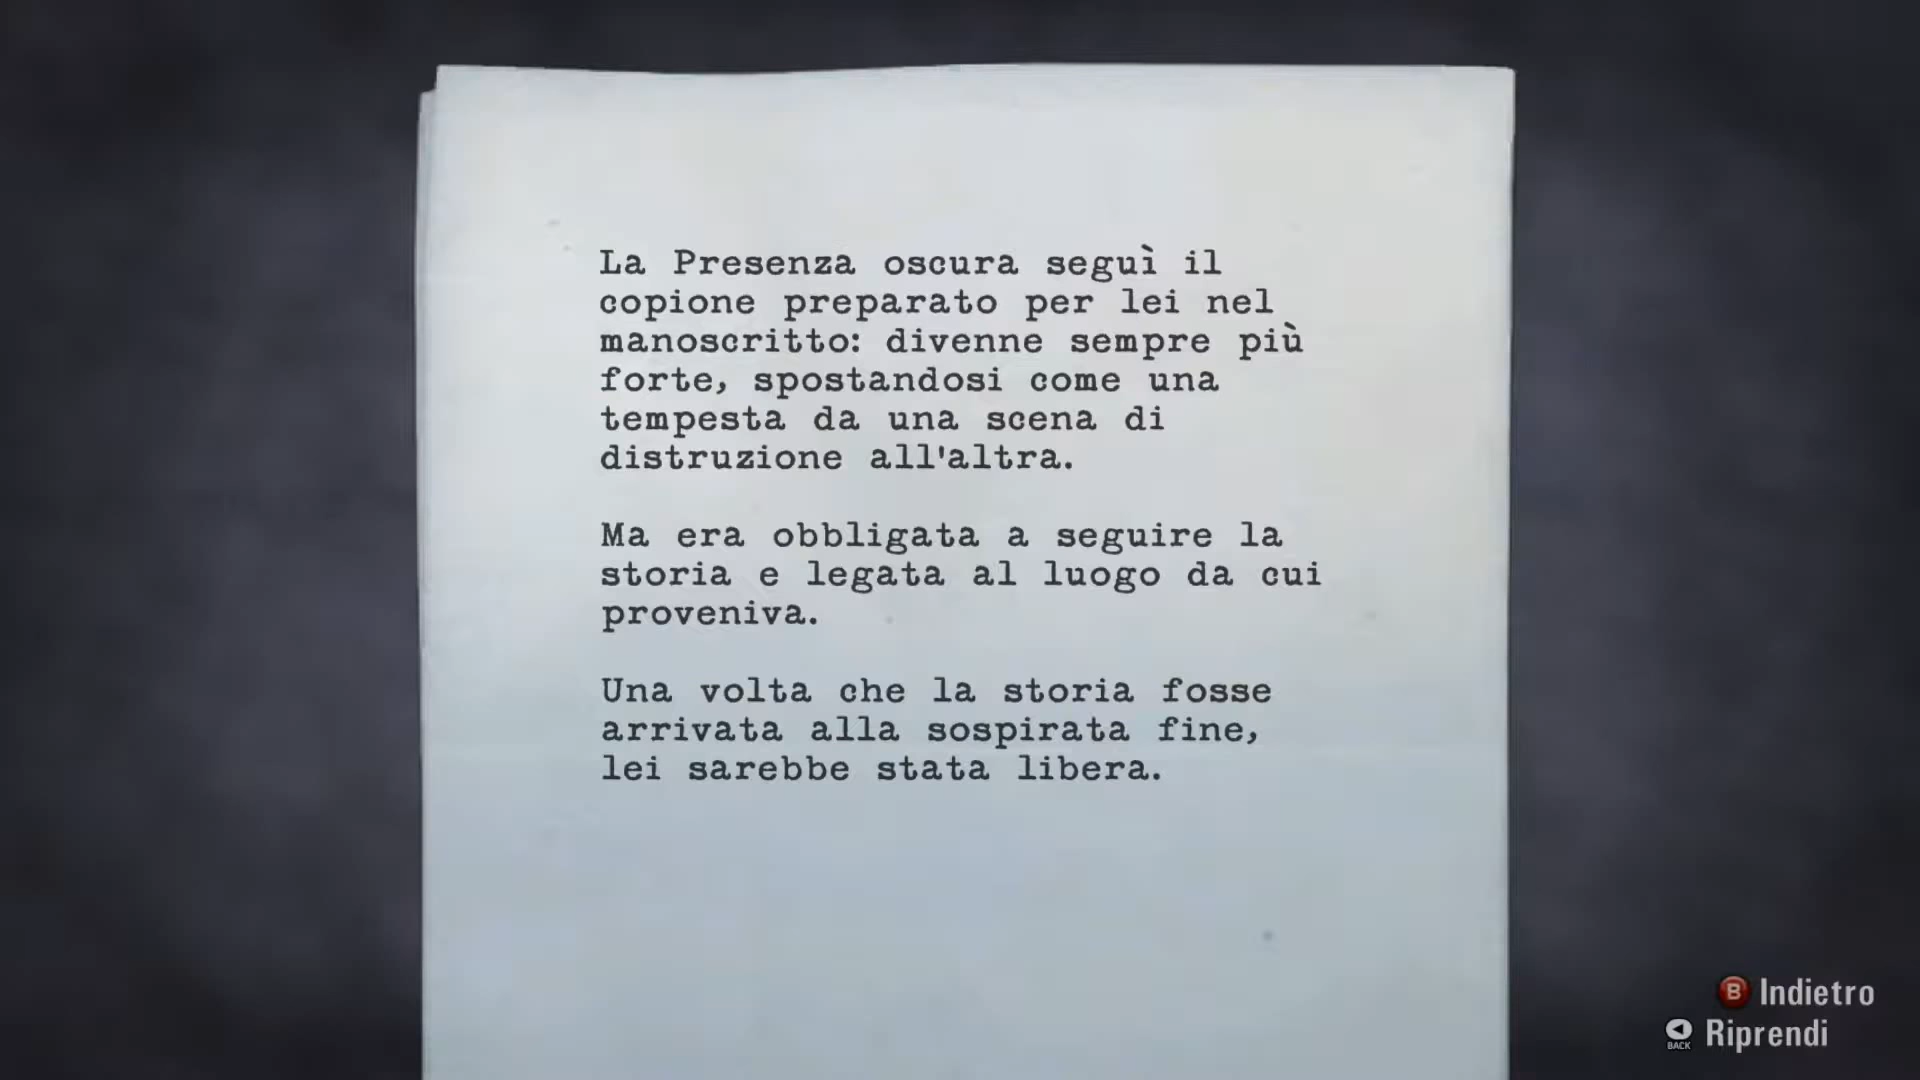 La Presenza oscura seguì il
copione preparato per lei nel
manoscritto: divenne sempre più
forte, spostandosi come una
tempesta da una scena di
distruzione all'altra.
Ma era obbligata a seguire la
storia e legata al luogo da cui
proveniva.
Una volta che la storia fosse
arrivata alla sospirata fine,
lei sarebbe stata libera.
B Indietro
BACK Riprendi